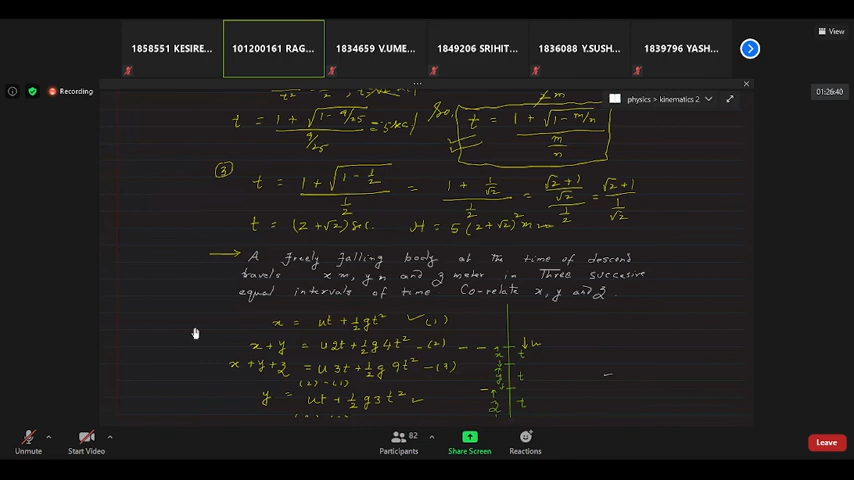 View
1858551 KESIRE...
101200161 RAG...
1834659 V.UME...
1849206 SRIHIT...
1836088 Y.SUSH...
1839796 YASH...
Recording
physics > kinematics 2
01:26:40
t = 1 + √(1 - 9/25) / 9/25 = 5 sec
So. t = 1 + √(1 - m/n) / m/n
③
t = 1 + √(1 - 1/2) / 1/2 = 1 + 1/√2 / 1/2 = √2 + 1/√2 / 1/2 = √2 + 1 / 1/√2
t = (2 + √2) sec. H = 5 (2 + √2)² m
→ A freely falling body at the time of descend
travels x m, y m and z meter in Three succesive
equal intervals of time. Co-relate x, y and z.
x = ut + 1/2 gt² ✓ (1)
x + y = u2t + 1/2 g 4t² - (2)
x + y + z = u 3t + 1/2 g 9t² - (3)
(2) - (1)
y = ut + 1/2 g 3t² ✓
x
y
z
↓u
t
t
t
Unmute
Start Video
82
Participants
Share Screen
Reactions
Leave